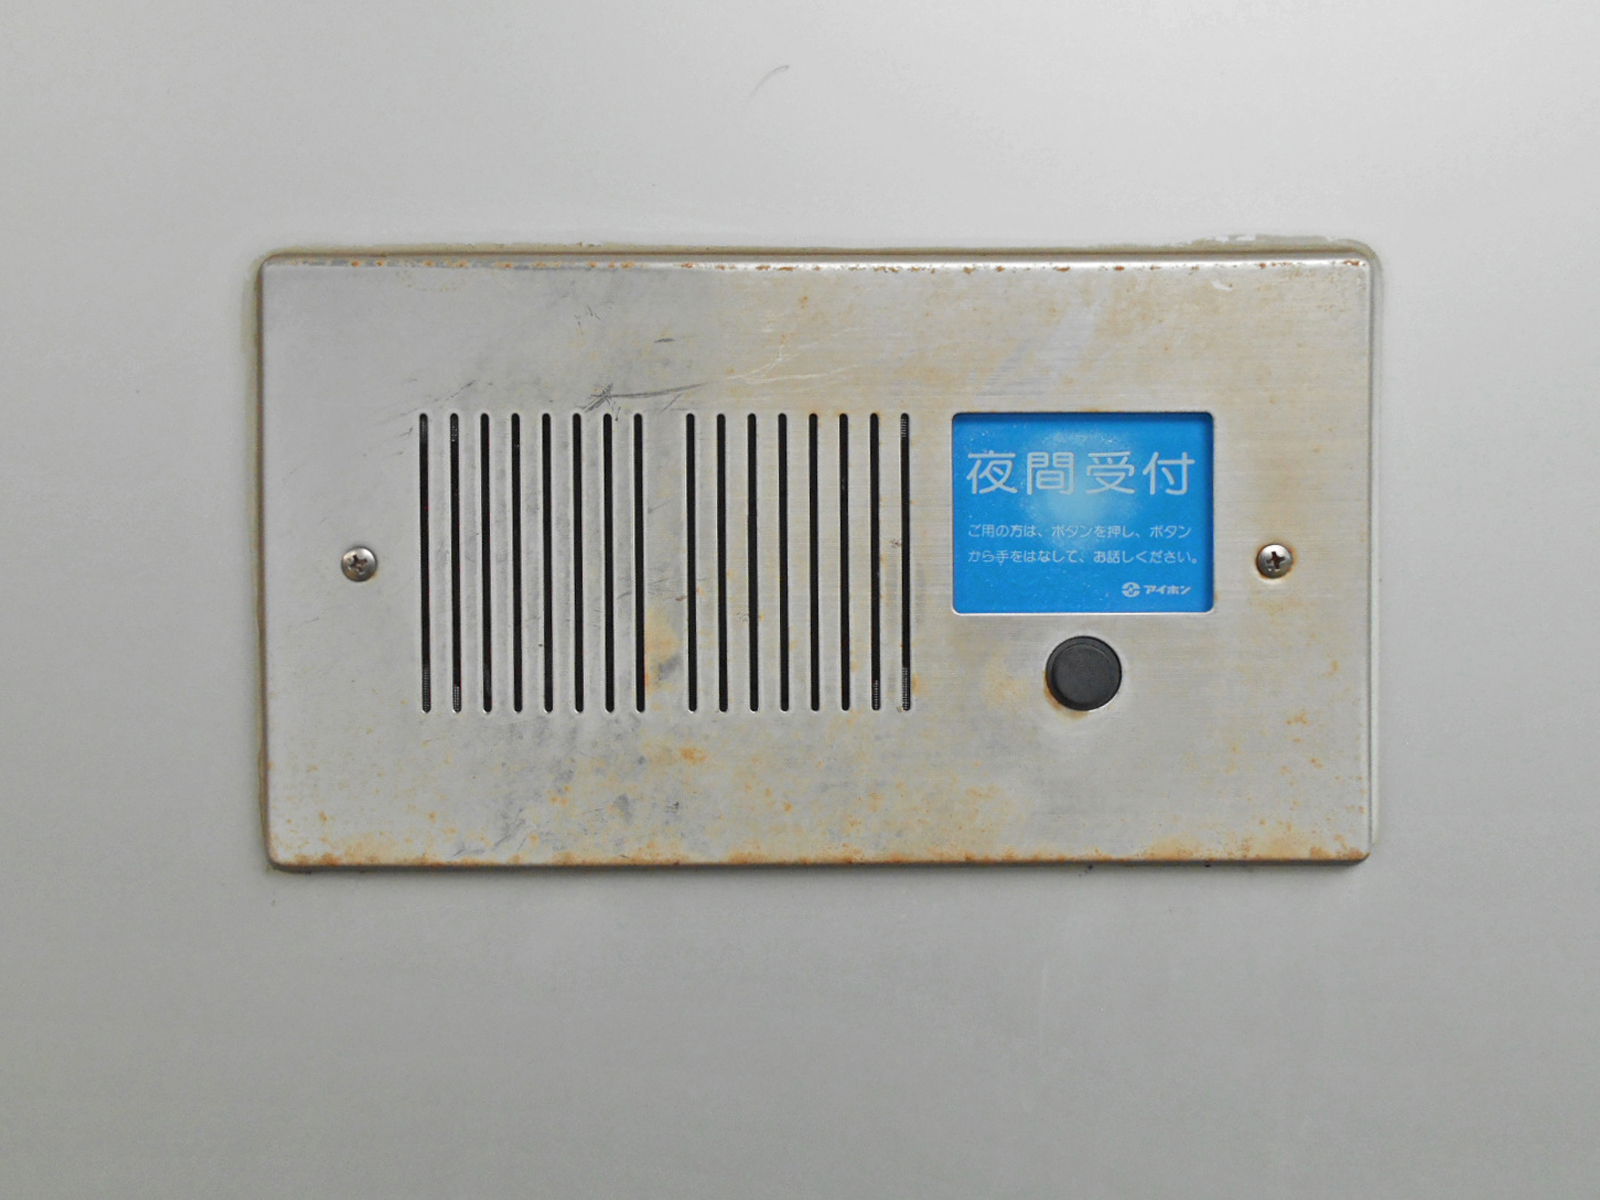 夜間受付
ご用の方は、ボタンを押し、ボタン
から手をはなして、お話しください。
アイホン